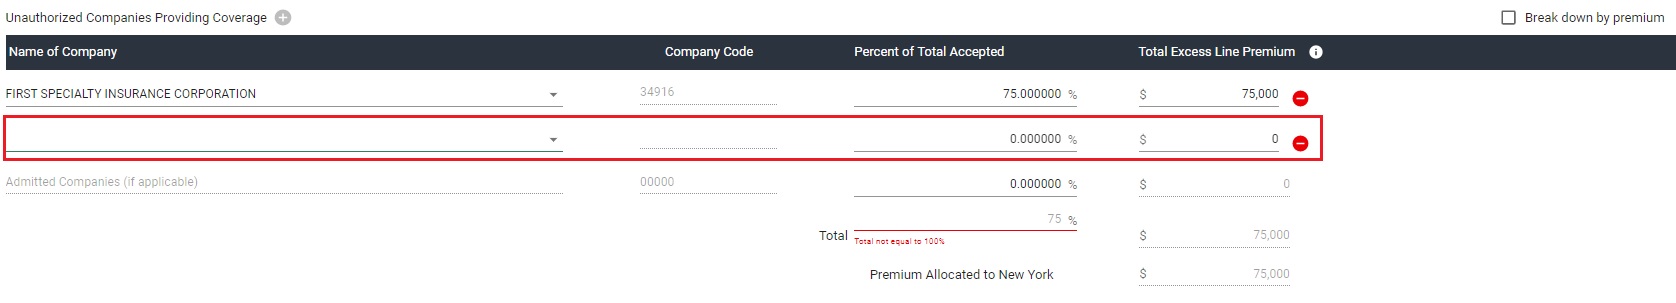 Unauthorized Companies Providing Coverage Break down by premium
Name of Company Company Code Percent of Total Accepted Total Excess Line Premium
FIRST SPECIALTY INSURANCE CORPORATION 34916 75.000000 % $ 75,000
0.000000 % $ 0
Admitted Companies (if applicable) 00000 0.000000 % $ 0
75 %
Total Total not equal to 100% $ 75,000
Premium Allocated to New York $ 75,000